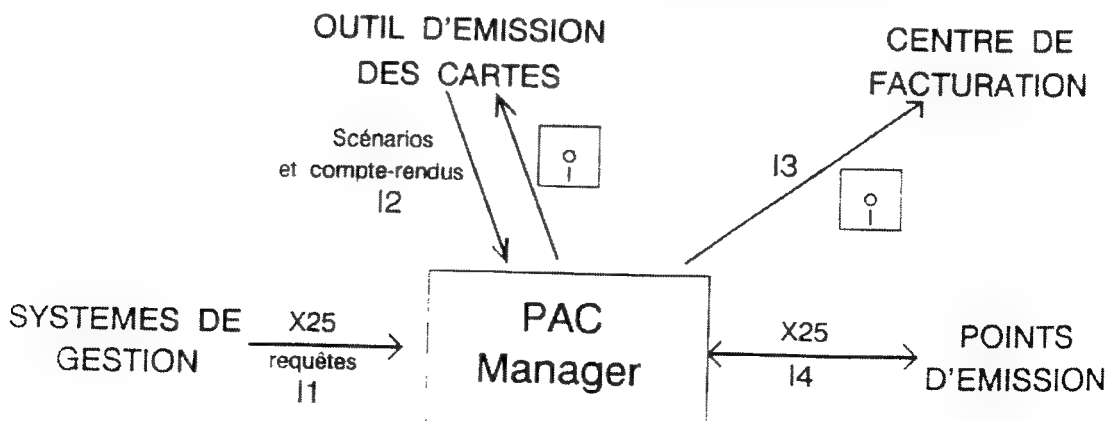 OUTIL D'EMISSION
DES CARTES
CENTRE DE
FACTURATION
Scénarios
et compte-rendus
I2
I3
SYSTEMES DE
GESTION
X25
requêtes
I1
PAC
Manager
X25
I4
POINTS
D'EMISSION